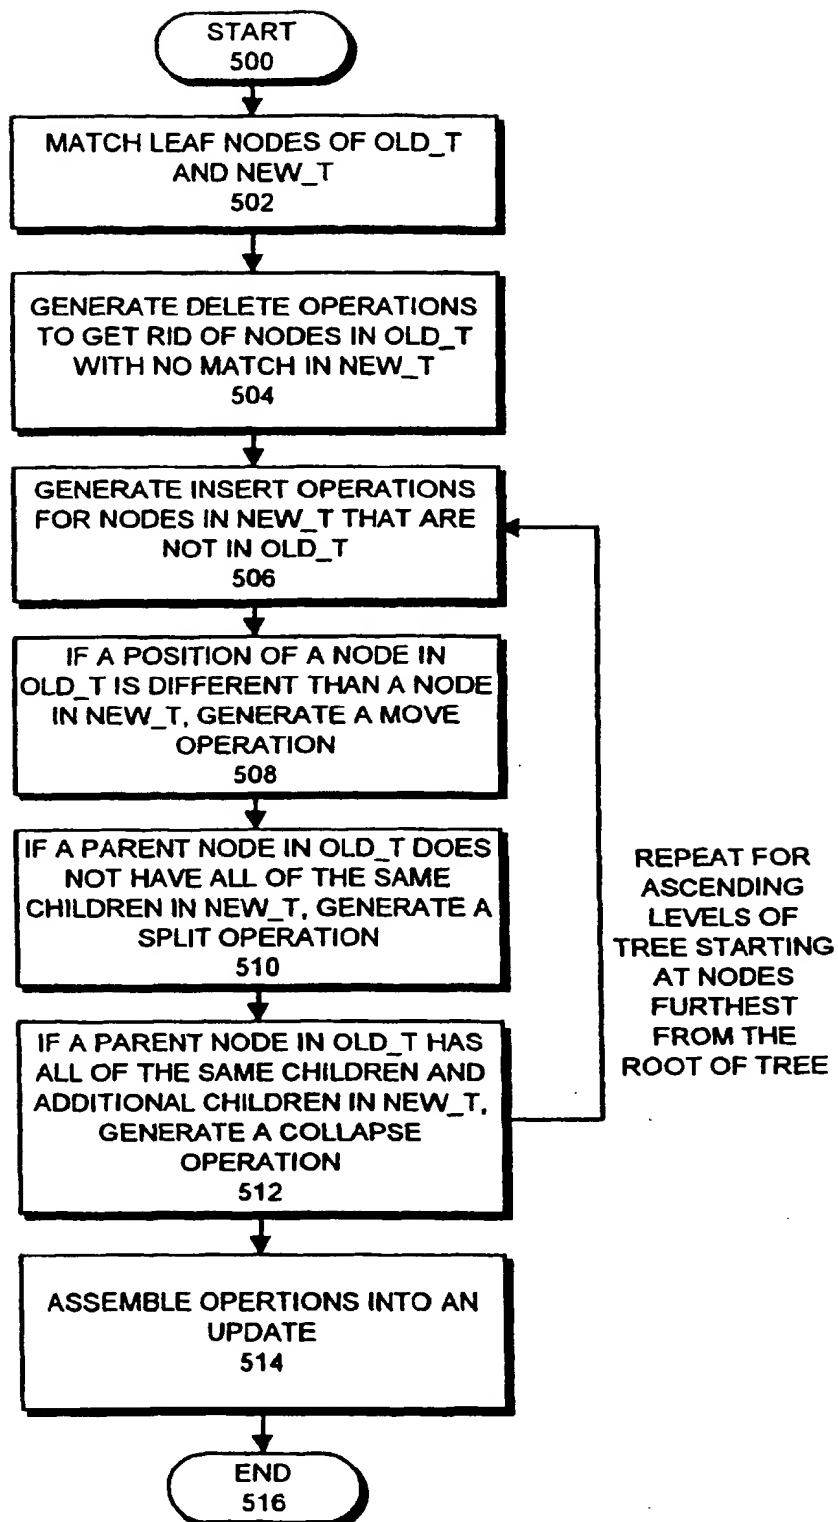 START
500
MATCH LEAF NODES OF OLD_T
AND NEW_T
502
GENERATE DELETE OPERATIONS
TO GET RID OF NODES IN OLD_T
WITH NO MATCH IN NEW_T
504
GENERATE INSERT OPERATIONS
FOR NODES IN NEW_T THAT ARE
NOT IN OLD_T
506
IF A POSITION OF A NODE IN
OLD_T IS DIFFERENT THAN A NODE
IN NEW_T, GENERATE A MOVE
OPERATION
508
IF A PARENT NODE IN OLD_T DOES
NOT HAVE ALL OF THE SAME
CHILDREN IN NEW_T, GENERATE A
SPLIT OPERATION
510
IF A PARENT NODE IN OLD_T HAS
ALL OF THE SAME CHILDREN AND
ADDITIONAL CHILDREN IN NEW_T,
GENERATE A COLLAPSE
OPERATION
512
REPEAT FOR
ASCENDING
LEVELS OF
TREE STARTING
AT NODES
FURTHEST
FROM THE
ROOT OF TREE
ASSEMBLE OPERTIONS INTO AN
UPDATE
514
END
516